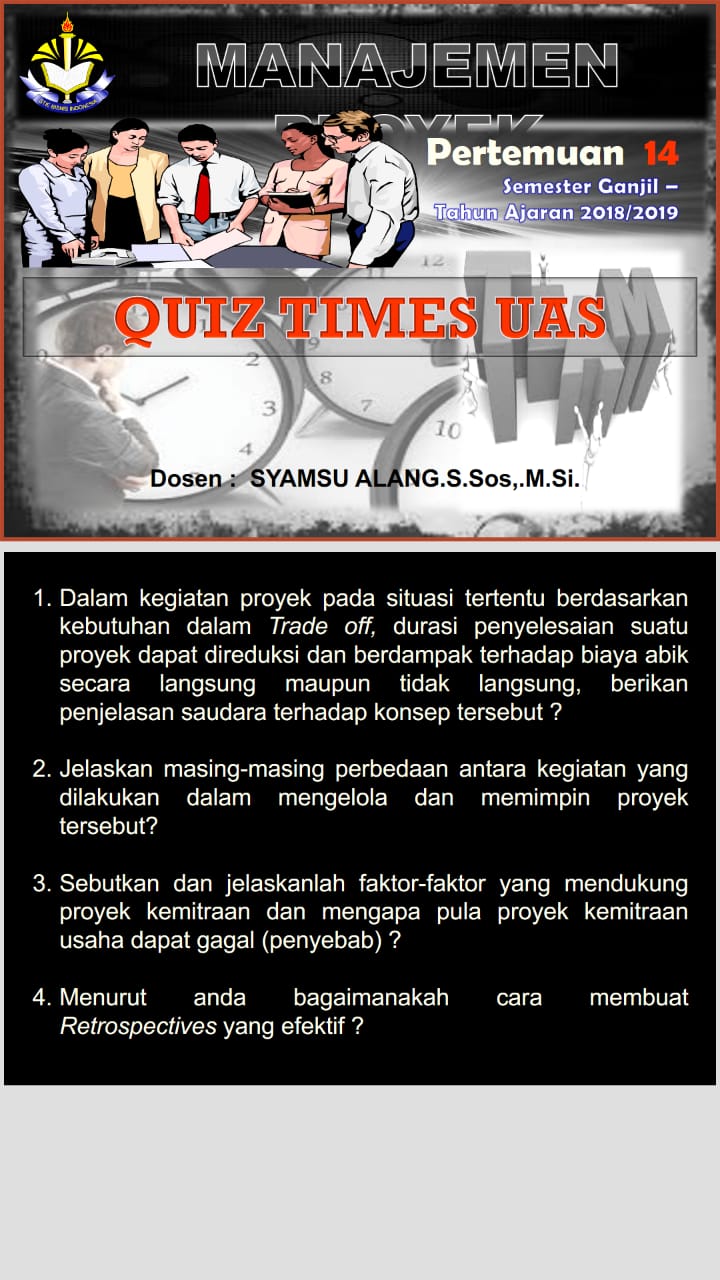 MANAJEMEN
PROYEK
Pertemuan 14
Semester Ganjil –
Tahun Ajaran 2018/2019
QUIZ TIMES UAS
Dosen : SYAMSU ALANG.S.Sos,.M.Si.
1. Dalam kegiatan proyek pada situasi tertentu berdasarkan
kebutuhan dalam Trade off, durasi penyelesaian suatu
proyek dapat direduksi dan berdampak terhadap biaya abik
secara langsung maupun tidak langsung, berikan
penjelasan saudara terhadap konsep tersebut ?
2. Jelaskan masing-masing perbedaan antara kegiatan yang
dilakukan dalam mengelola dan memimpin proyek
tersebut?
3. Sebutkan dan jelaskanlah faktor-faktor yang mendukung
proyek kemitraan dan mengapa pula proyek kemitraan
usaha dapat gagal (penyebab) ?
4. Menurut anda bagaimanakah cara membuat
Retrospectives yang efektif ?